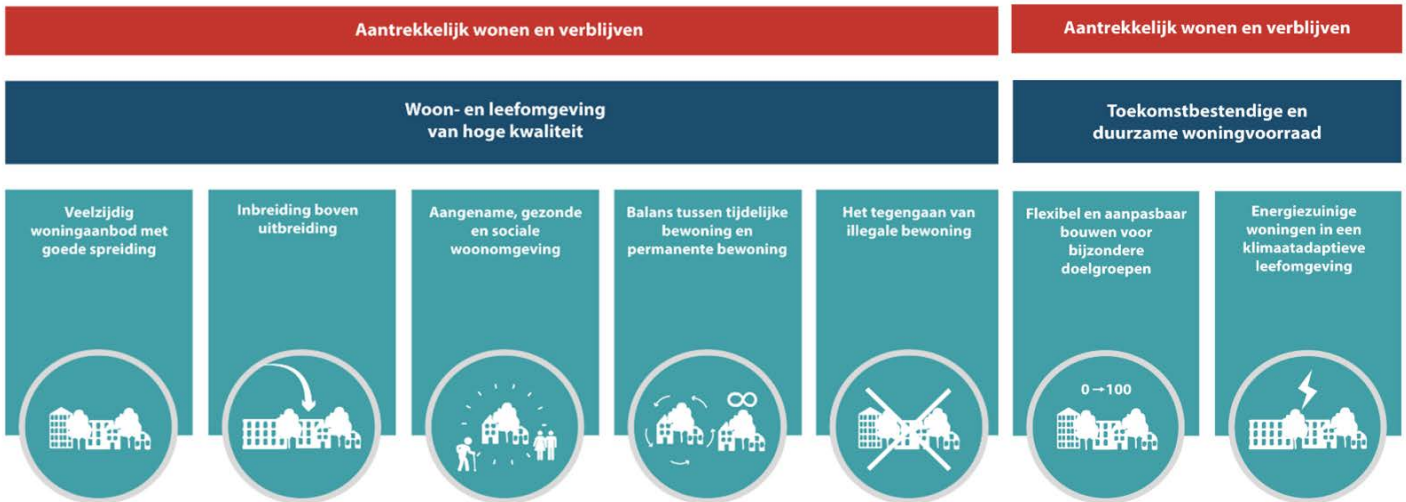 Aantrekkelijk wonen en verblijven
Aantrekkelijk wonen en verblijven
Woon- en leefomgeving
van hoge kwaliteit
Toekomstbestendige en
duurzame woningvoorraad
Veelzijdig
woningaanbod met
goede spreiding
Inbreiding boven
uitbreiding
Aangename, gezonde
en sociale
woonomgeving
Balans tussen tijdelijke
bewoning en
permanente bewoning
Het tegengaan van
illegale bewoning
Flexibel en aanpasbaar
bouwen voor
bijzondere
doelgroepen
Energiezuinige
woningen in een
klimaatadaptieve
leefomgeving
∞
0→100